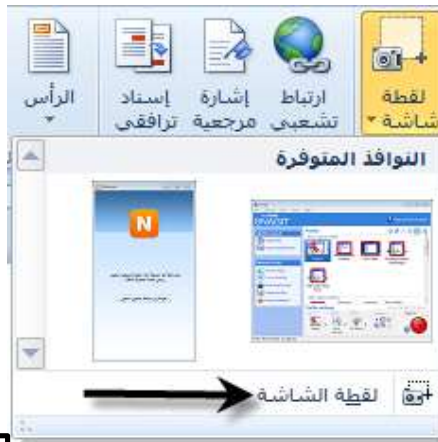 لقطة شاشة
ارتباط تشعبي
إشارة مرجعية
إسناد ترافقي
الرأس
النوافذ المتوفرة
N
لقطة الشاشة